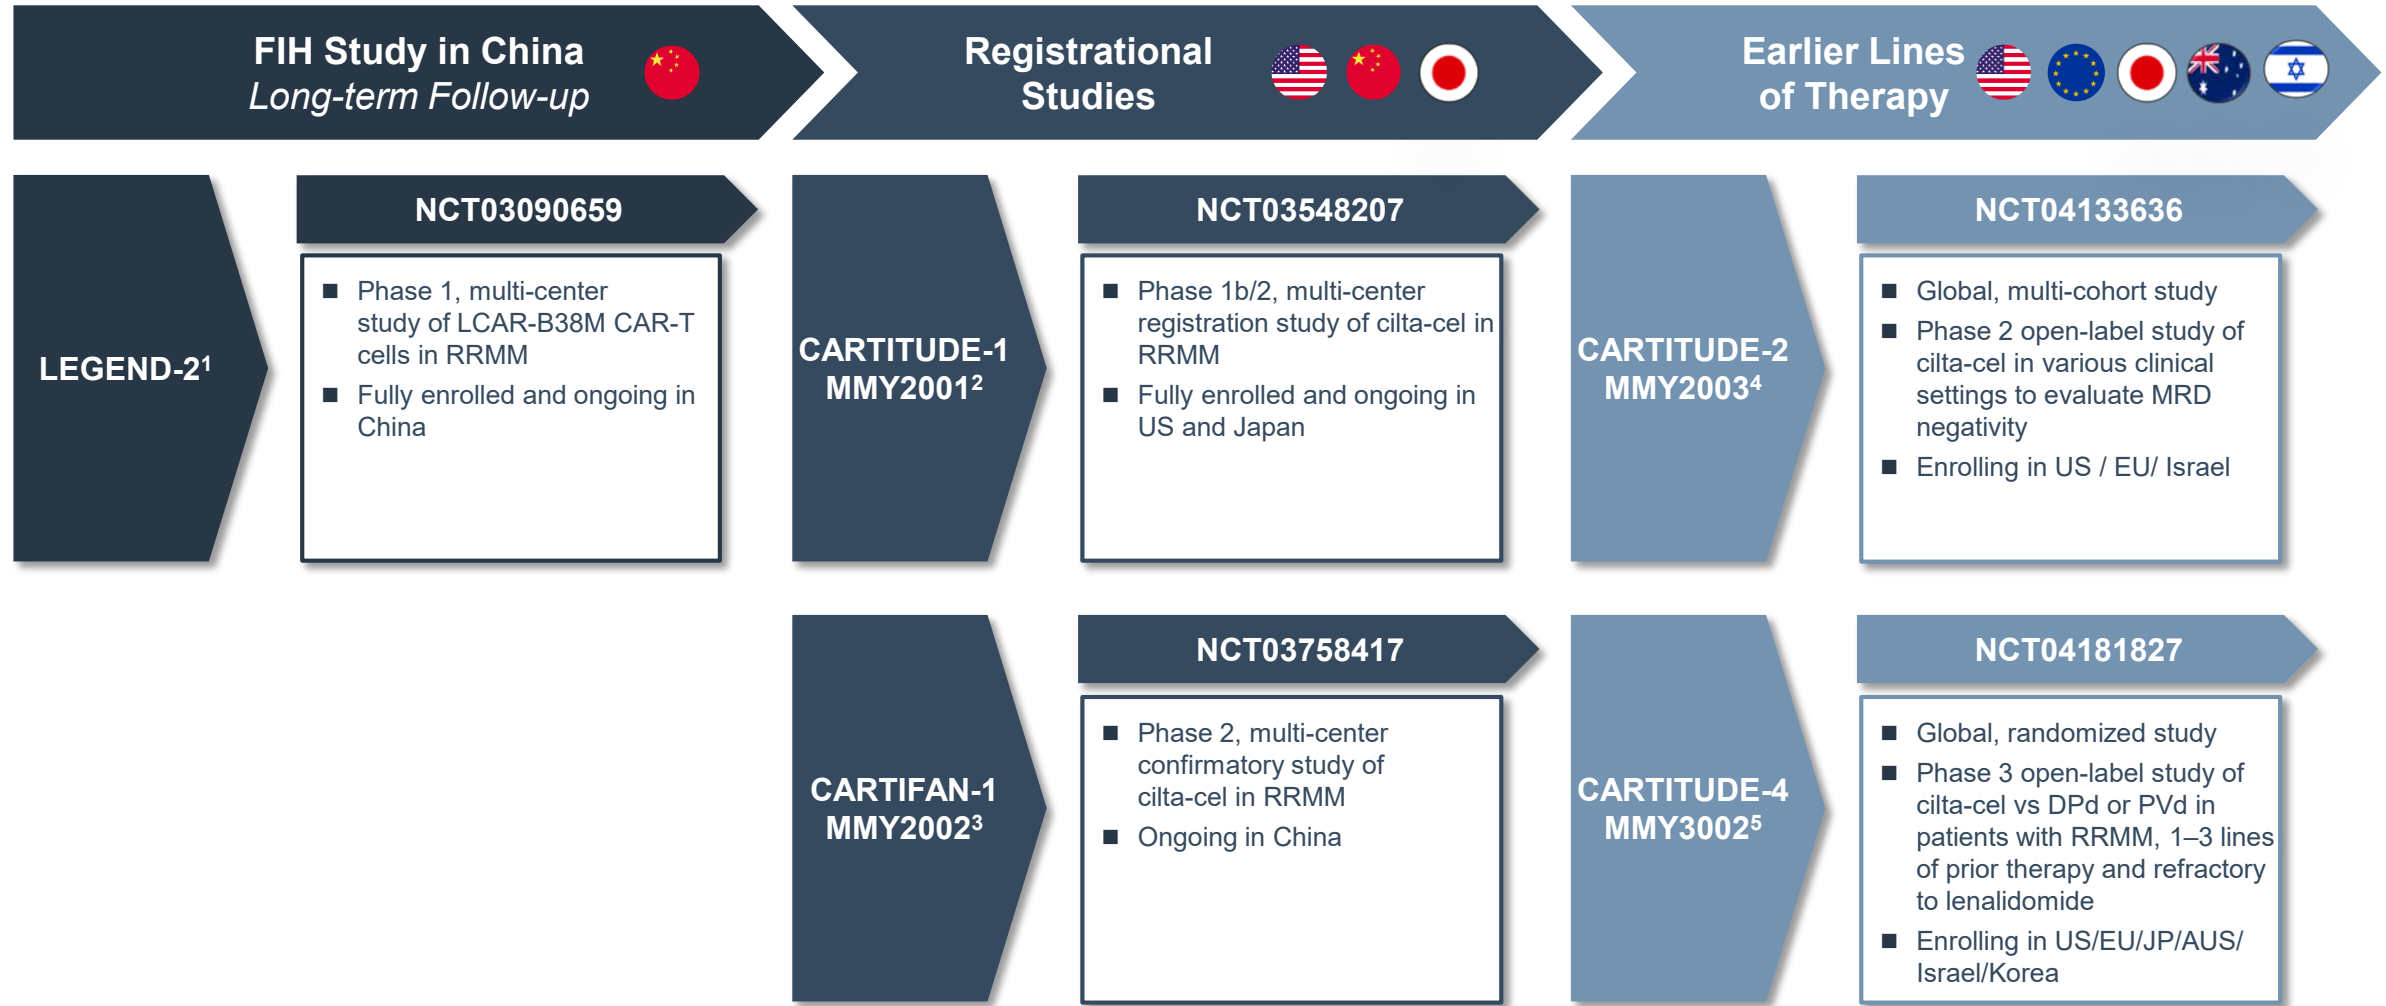 FIH Study in China
Long-term Follow-up
Registrational
Studies
Earlier Lines
of Therapy
LEGEND-2¹
NCT03090659
■ Phase 1, multi-center
study of LCAR-B38M CAR-T
cells in RRMM
■ Fully enrolled and ongoing in
China
CARTITUDE-1
MMY2001²
NCT03548207
■ Phase 1b/2, multi-center
registration study of cilta-cel in
RRMM
■ Fully enrolled and ongoing in
US and Japan
CARTITUDE-2
MMY2003⁴
NCT04133636
■ Global, multi-cohort study
■ Phase 2 open-label study of
cilta-cel in various clinical
settings to evaluate MRD
negativity
■ Enrolling in US / EU/ Israel
CARTIFAN-1
MMY2002³
NCT03758417
■ Phase 2, multi-center
confirmatory study of
cilta-cel in RRMM
■ Ongoing in China
CARTITUDE-4
MMY3002⁵
NCT04181827
■ Global, randomized study
■ Phase 3 open-label study of
cilta-cel vs DPd or PVd in
patients with RRMM, 1–3 lines
of prior therapy and refractory
to lenalidomide
■ Enrolling in US/EU/JP/AUS/
Israel/Korea